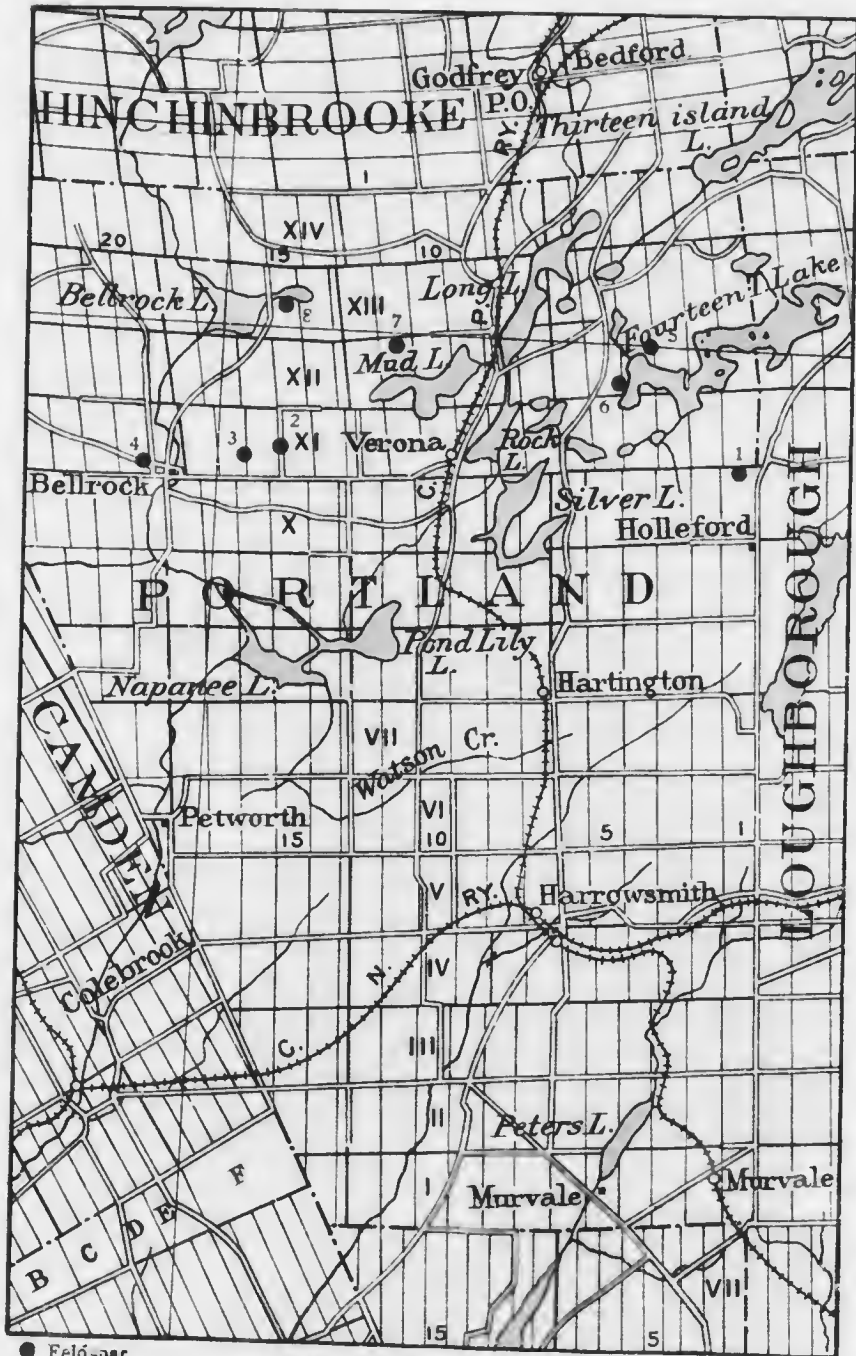 Godfrey
Bedford
P.O.
HINCHINBROOKE
RY.
Thirteen island
L.
1
XIV
20
15
10
Bellrock L.
8
XIII
Long L.
P.
Fourteen I. Lake
7
5
Mud L.
XII
6
2
4
3
XI
Verona
Rock
L.
1
Bellrock
C.
Silver L.
X
Holleford
PORTLAND
Pond Lily
L.
Napanee L.
Hartington
LOUGHBOROUGH
CAMDEN
VII
Watson Cr.
Petworth
VI
15
10
5
1
V
RY.
Harrowsmith
Colebrook
IV
N.
C.
III
II
Peters L.
F
I
Murvale
Murvale
E
D
C
B
VII
15
5
● Feldspar